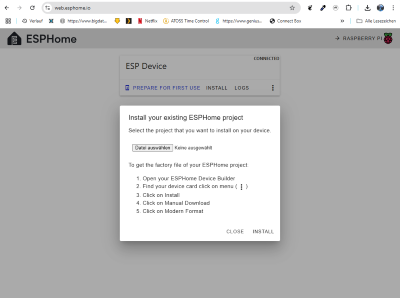 web.esphome.io
Verlauf
https://www.bigdat...
Netflix
ATOSS Time Control
https://www.genius...
Connect Box
»
Alle Lesezeichen
ESPHome
→ RASPBERRY PI
CONNECTED
ESP Device
PREPARE FOR FIRST USE INSTALL LOGS
Install your existing ESPHome project
Select the project that you want to install on your device.
Datei auswählen Keine ausgewählt
To get the factory file of your ESPHome project:
1. Open your ESPHome Device Builder
2. Find your device card click on menu ( ⋮ )
3. Click on Install
4. Click on Manual Download
5. Click on Modern Format
CLOSE INSTALL